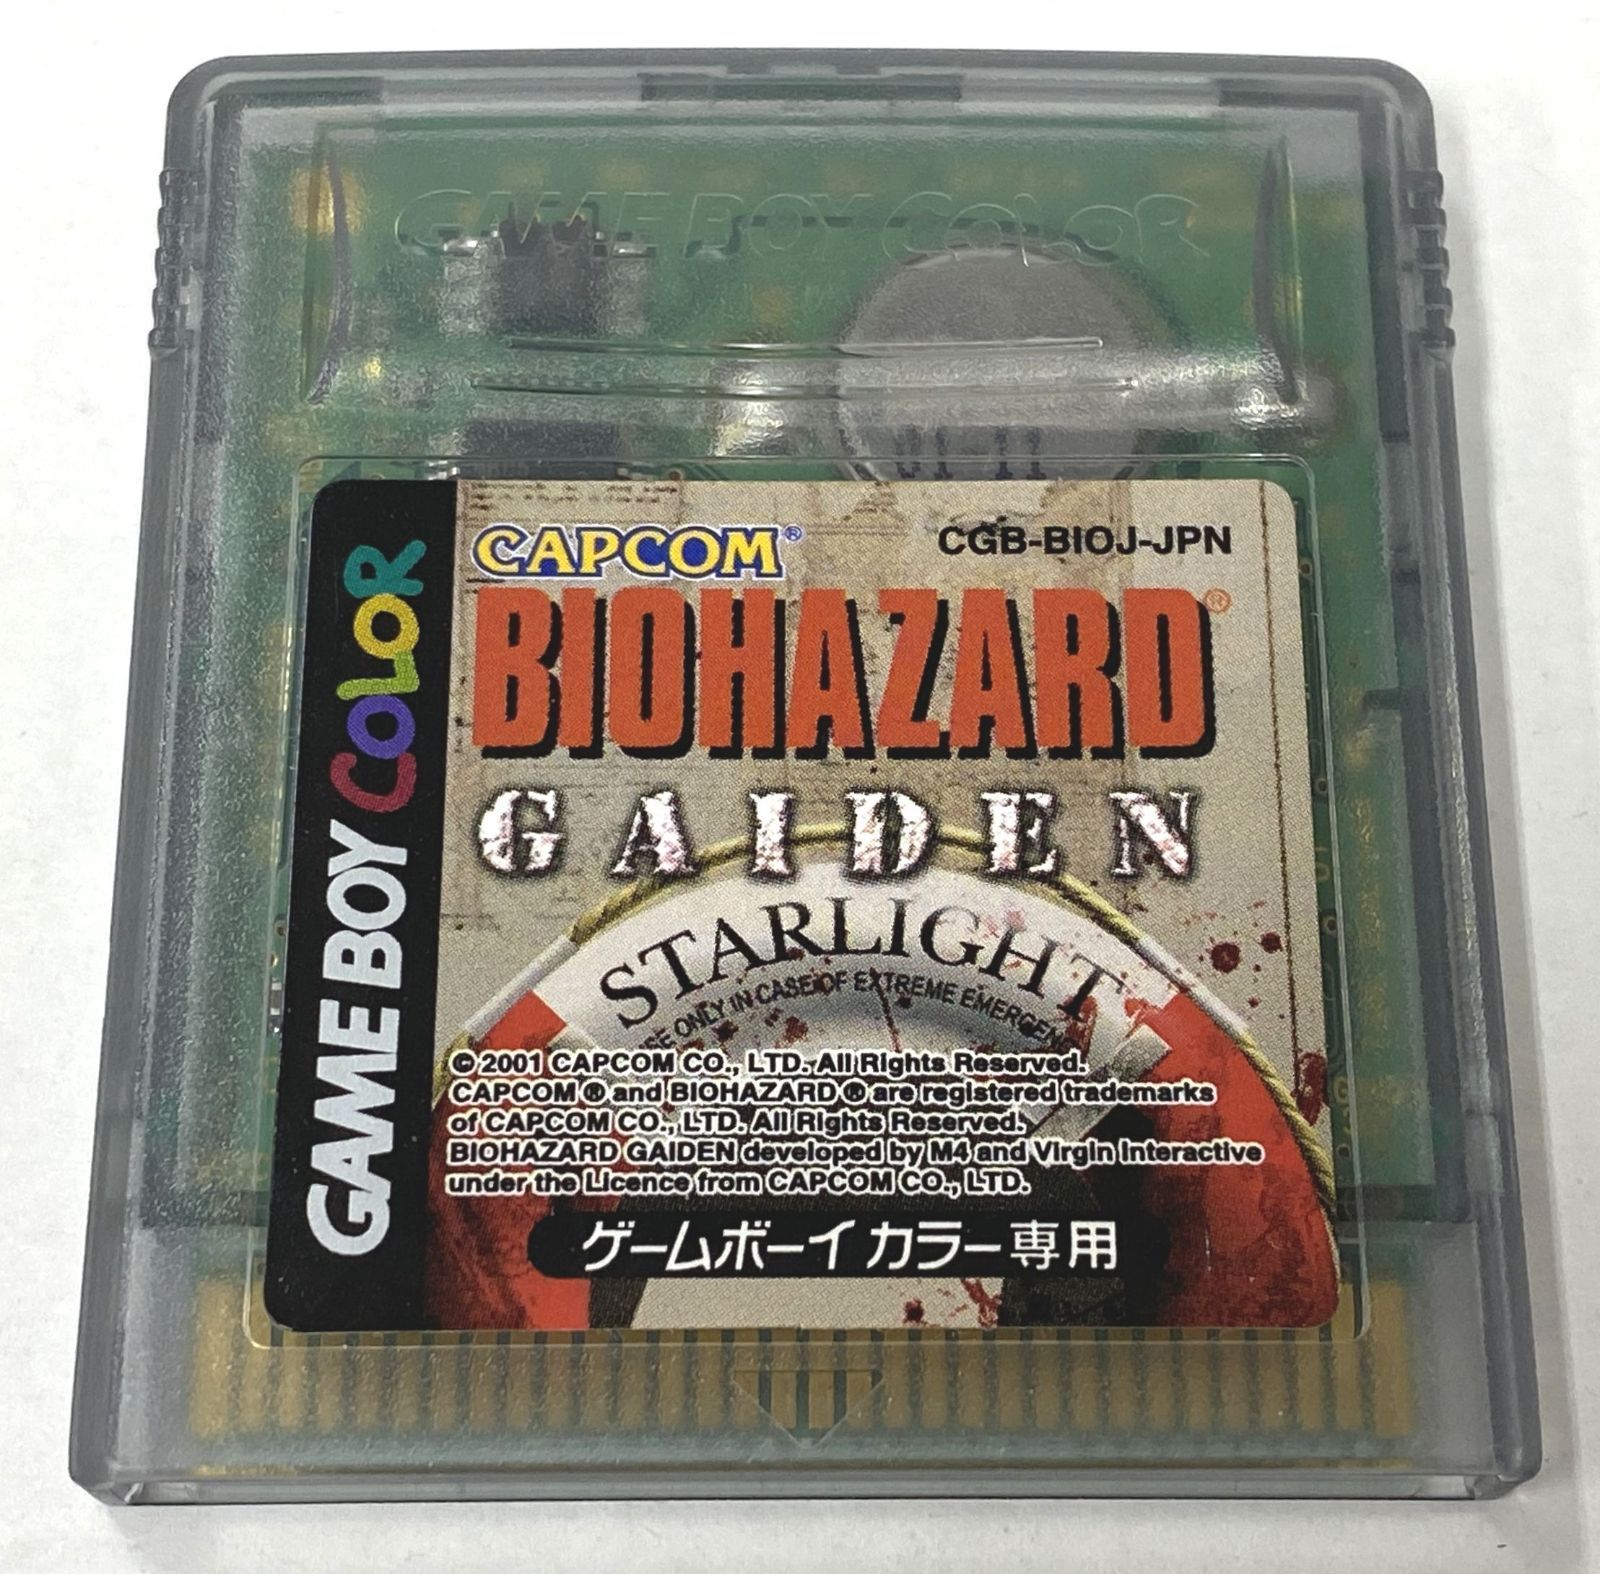 GAME BOY COLOR
GAME BOY COLOR
CAPCOM®
CGB-BIOJ-JPN
BIOHAZARD®
GAIDEN
STARLIGHT
ONLY IN CASE OF EXTREME EMERGENC
© 2001 CAPCOM CO., LTD. All Rights Reserved.
CAPCOM ® and BIOHAZARD ® are registered trademarks
of CAPCOM CO., LTD. All Rights Reserved.
BIOHAZARD GAIDEN developed by M4 and Virgin Interactive
under the Licence from CAPCOM CO., LTD.
ゲームボーイ カラー専用